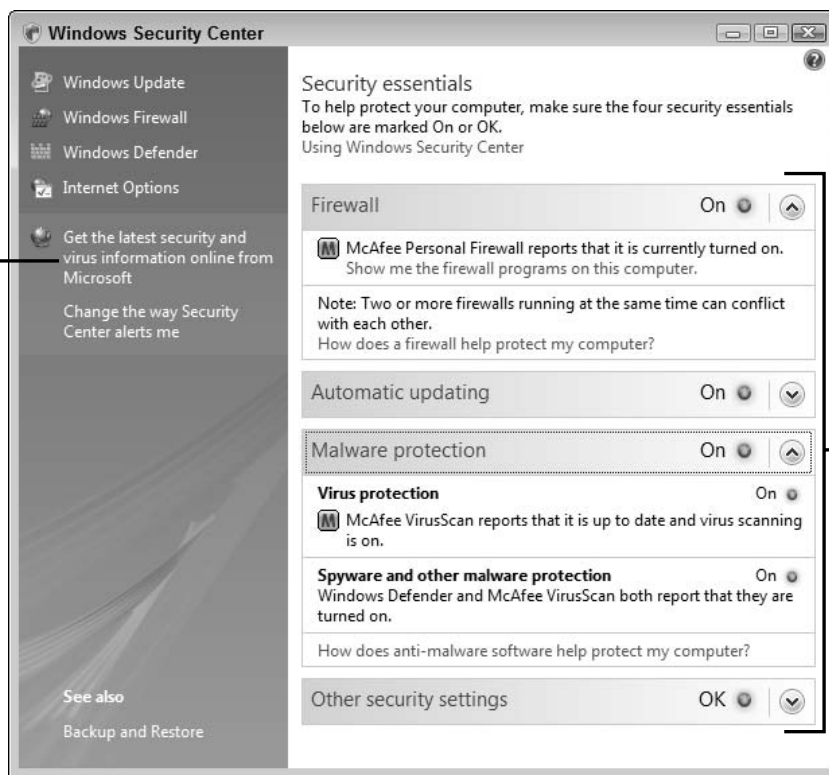 Windows Security Center
Windows Update
Windows Firewall
Windows Defender
Internet Options
Get the latest security and
virus information online from
Microsoft
Change the way Security
Center alerts me
See also
Backup and Restore
Security essentials
To help protect your computer, make sure the four security essentials
below are marked On or OK.
Using Windows Security Center
Firewall On
McAfee Personal Firewall reports that it is currently turned on.
Show me the firewall programs on this computer.
Note: Two or more firewalls running at the same time can conflict
with each other.
How does a firewall help protect my computer?
Automatic updating On
Malware protection On
Virus protection On
McAfee VirusScan reports that it is up to date and virus scanning
is on.
Spyware and other malware protection On
Windows Defender and McAfee VirusScan both report that they are
turned on.
How does anti-malware software help protect my computer?
Other security settings OK